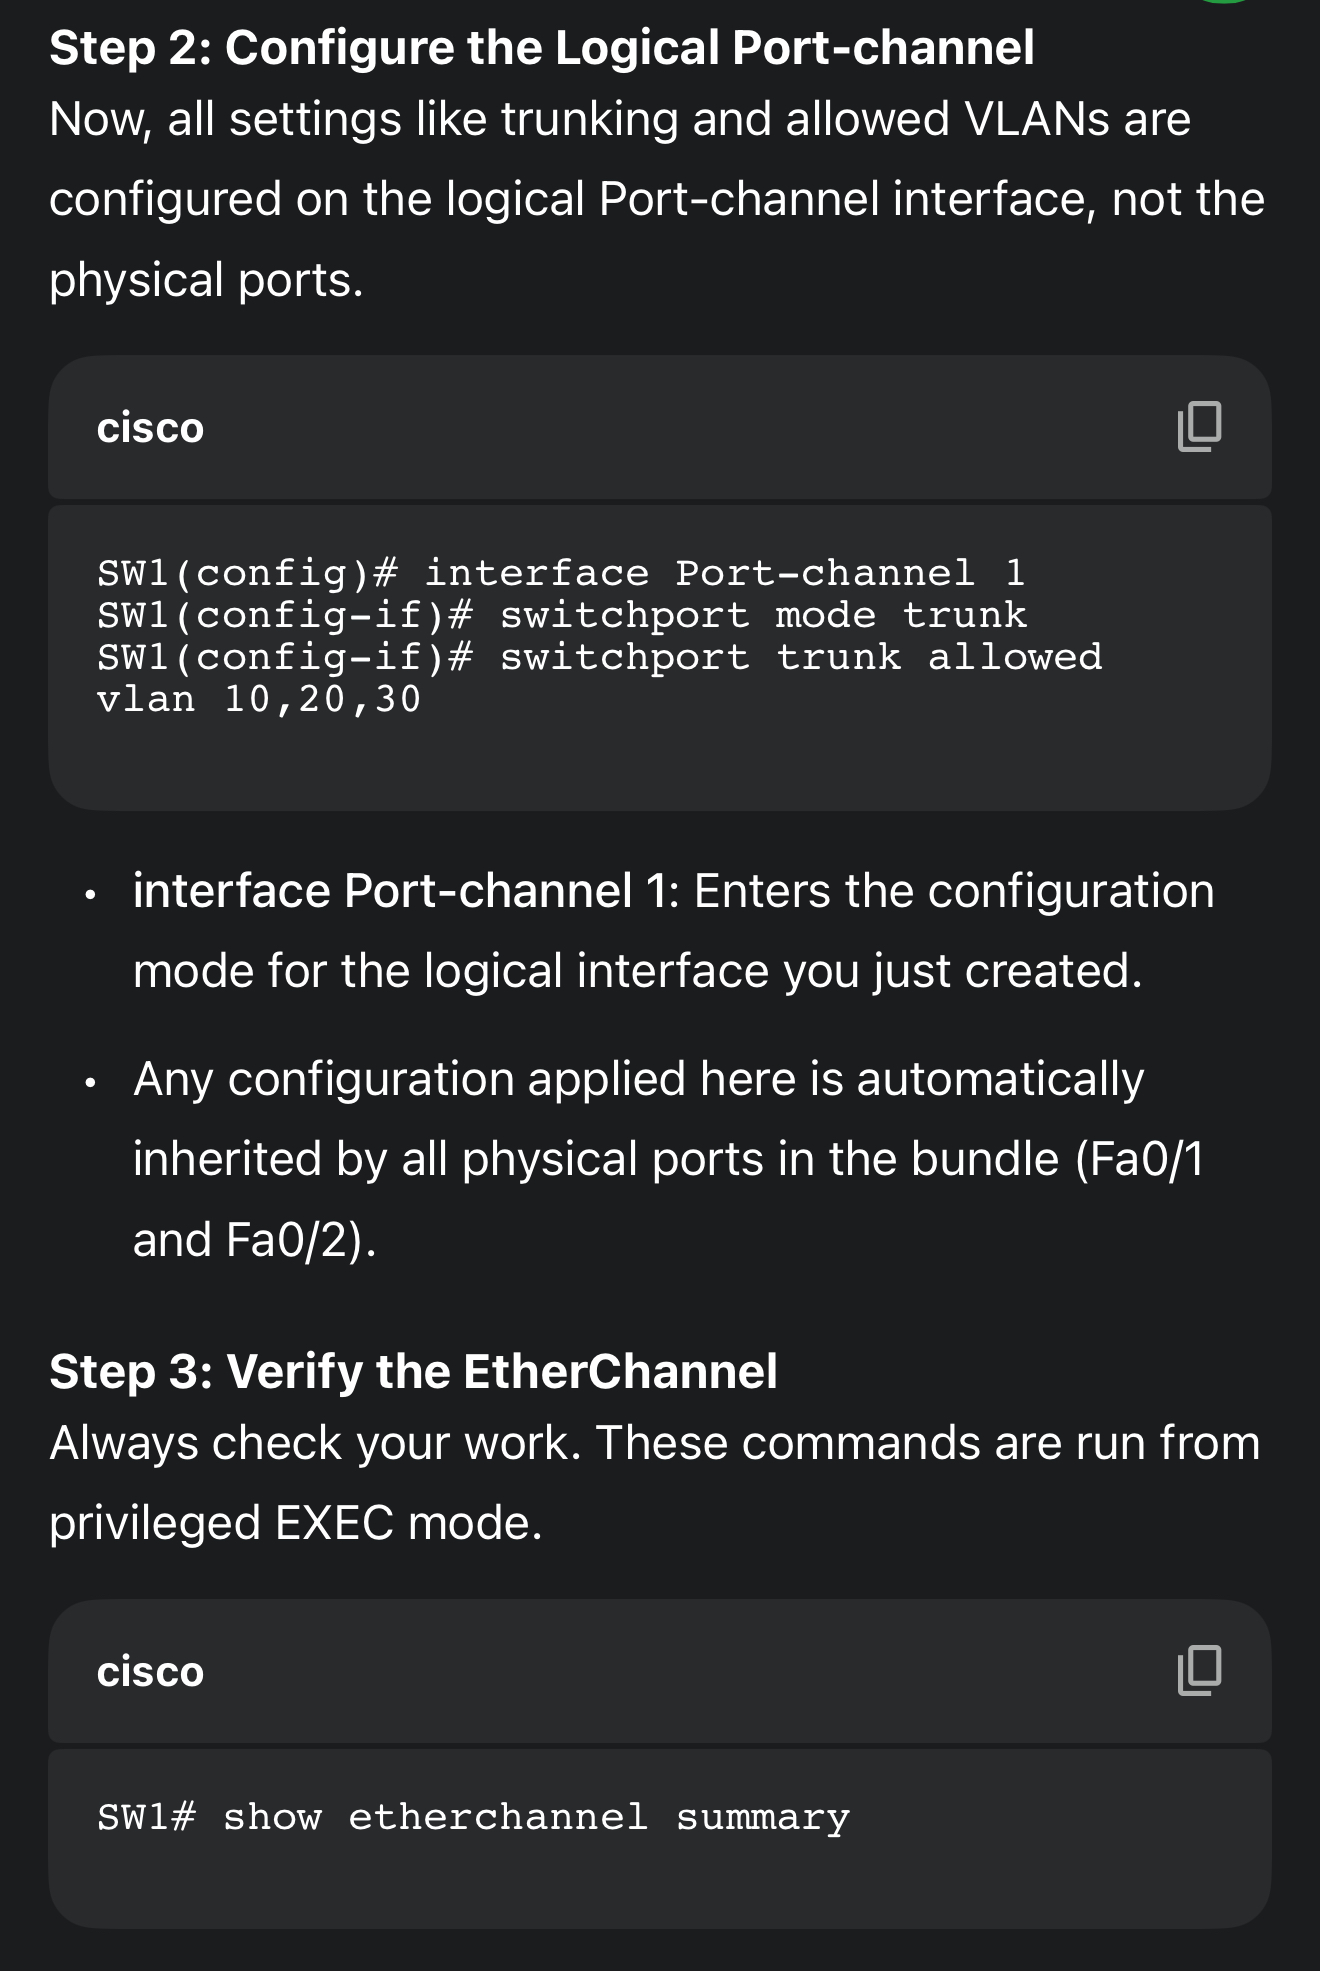 Step 2: Configure the Logical Port-channel
Now, all settings like trunking and allowed VLANs are
configured on the logical Port-channel interface, not the
physical ports.
cisco
SW1(config)# interface Port-channel 1
SW1(config-if)# switchport mode trunk
SW1(config-if)# switchport trunk allowed
vlan 10,20,30
• interface Port-channel 1: Enters the configuration
mode for the logical interface you just created.
• Any configuration applied here is automatically
inherited by all physical ports in the bundle (Fa0/1
and Fa0/2).
Step 3: Verify the EtherChannel
Always check your work. These commands are run from
privileged EXEC mode.
cisco
SW1# show etherchannel summary